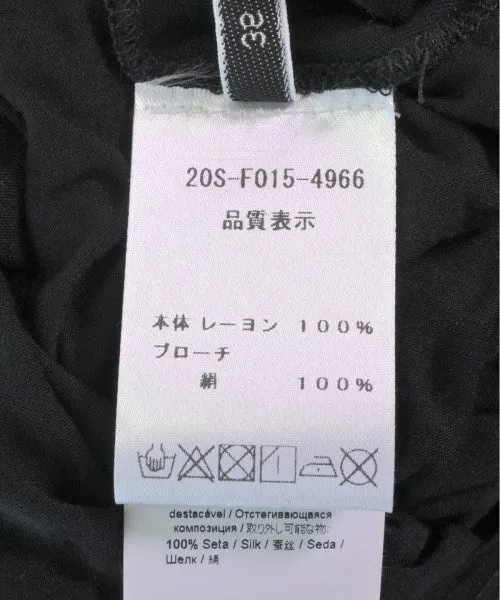 32
20S-F015-4966
品質表示
本体 レーヨン 100%
ブローチ
絹 100%
destacável / Отстегивающаяся
композиция / 取り外し可能な物:
100% Seta / Silk / 蚕丝 / Seda /
Шелк / 绢